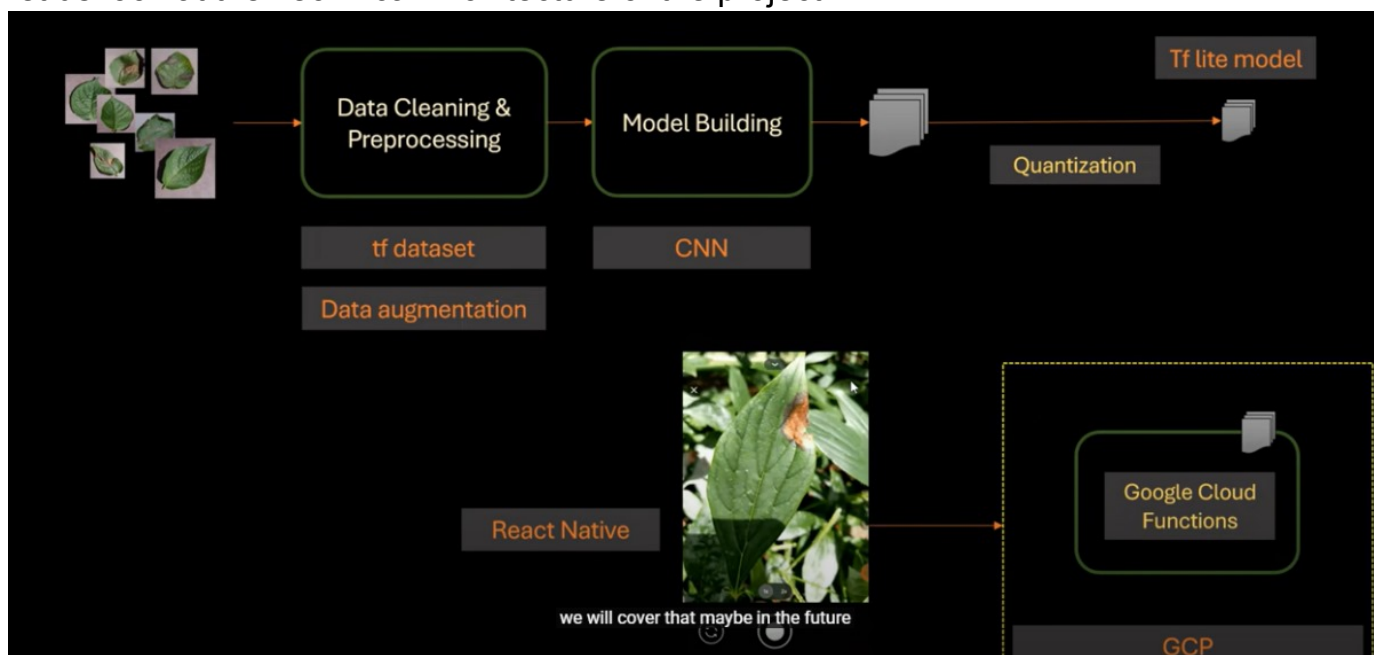 Tf lite model
Data Cleaning &
Preprocessing
Model Building
Quantization
tf dataset
CNN
Data augmentation
Google Cloud
Functions
React Native
we will cover that maybe in the future
GCP